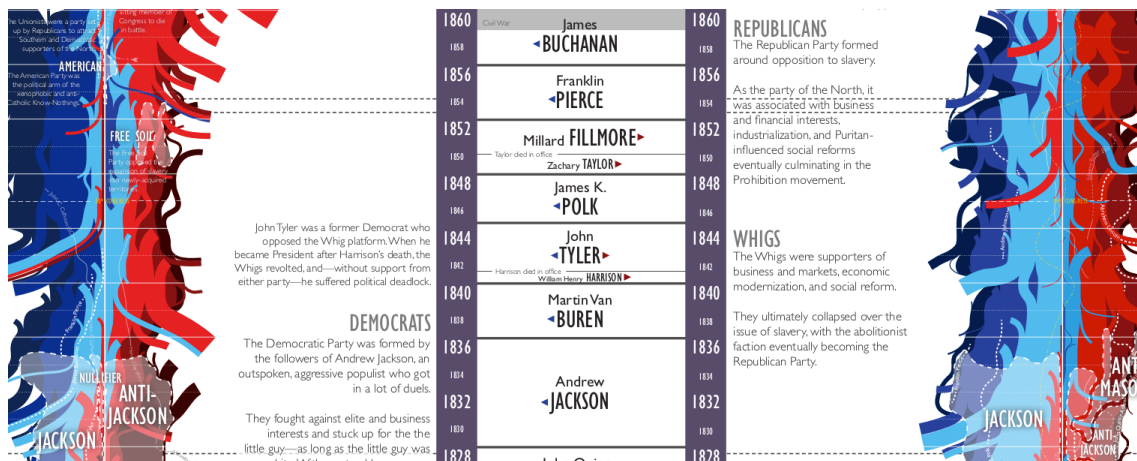 sitting member of
Congress to die
in battle.
The Unionists were a party set
up by Republicans to attract
Southern and Democratic
supporters of the North.
AMERICAN
The American Party was
the political arm of the
xenophobic and anti-
Catholic Know-Nothings.
FREE SOIL
The Free Soil
Party opposed the
expansion of slavery
into newly-acquired
territories.
John Tyler was a former Democrat who
opposed the Whig platform. When he
became President after Harrison's death, the
Whigs revolted, and—without support from
either party—he suffered political deadlock.
DEMOCRATS
The Democratic Party was formed by
the followers of Andrew Jackson, an
outspoken, aggressive populist who got
in a lot of duels.
They fought against elite and business
interests and stuck up for the the
little guy—as long as the little guy was
NULLIFIER
ANTI-
JACKSON
JACKSON
1860
1858
1856
1854
1852
1850
1848
1846
1844
1842
1840
1838
1836
1834
1832
1830
1828
Civil War
James
BUCHANAN
Franklin
PIERCE
Millard FILLMORE
Taylor died in office
Zachary TAYLOR
James K.
POLK
John
TYLER
Harrison died in office
William Henry HARRISON
Martin Van
BUREN
Andrew
JACKSON
1860
1858
1856
1854
1852
1850
1848
1846
1844
1842
1840
1838
1836
1834
1832
1830
1828
REPUBLICANS
The Republican Party formed
around opposition to slavery.
As the party of the North, it
was associated with business
and financial interests,
industrialization, and Puritan-
influenced social reforms
eventually culminating in the
Prohibition movement.
WHIGS
The Whigs were supporters of
business and markets, economic
modernization, and social reform.
They ultimately collapsed over the
issue of slavery, with the abolitionist
faction eventually becoming the
Republican Party.
JACKSON
ANTI
MASO
ANTI-
JACKSON